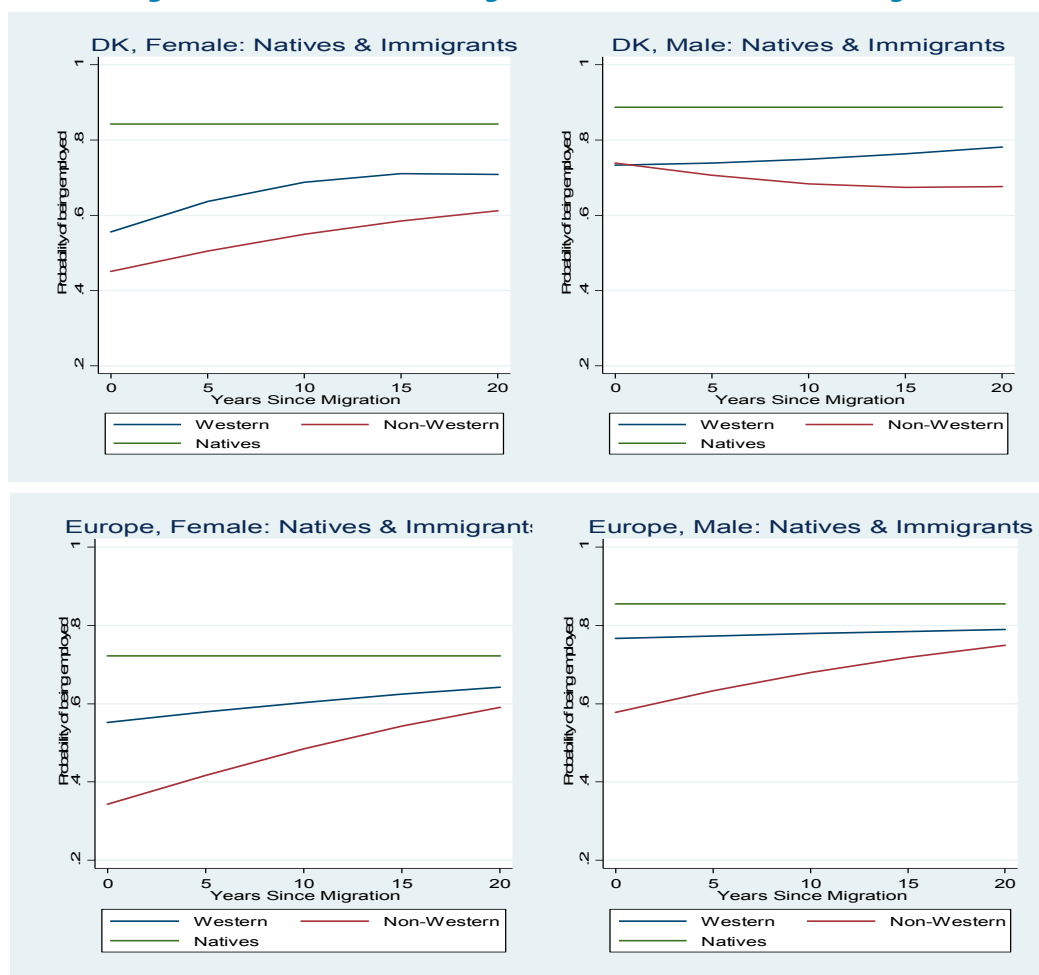 DK, Female: Natives & Immigrants
Probability of being employed
1
.8
.6
.4
.2
0 5 10 15 20
Years Since Migration
Western Non-Western
Natives
DK, Male: Natives & Immigrants
Probability of being employed
1
.8
.6
.4
.2
0 5 10 15 20
Years Since Migration
Western Non-Western
Natives
Europe, Female: Natives & Immigrant
Probability of being employed
1
.8
.6
.4
.2
0 5 10 15 20
Years Since Migration
Western Non-Western
Natives
Europe, Male: Natives & Immigrants
Probability of being employed
1
.8
.6
.4
.2
0 5 10 15 20
Years Since Migration
Western Non-Western
Natives